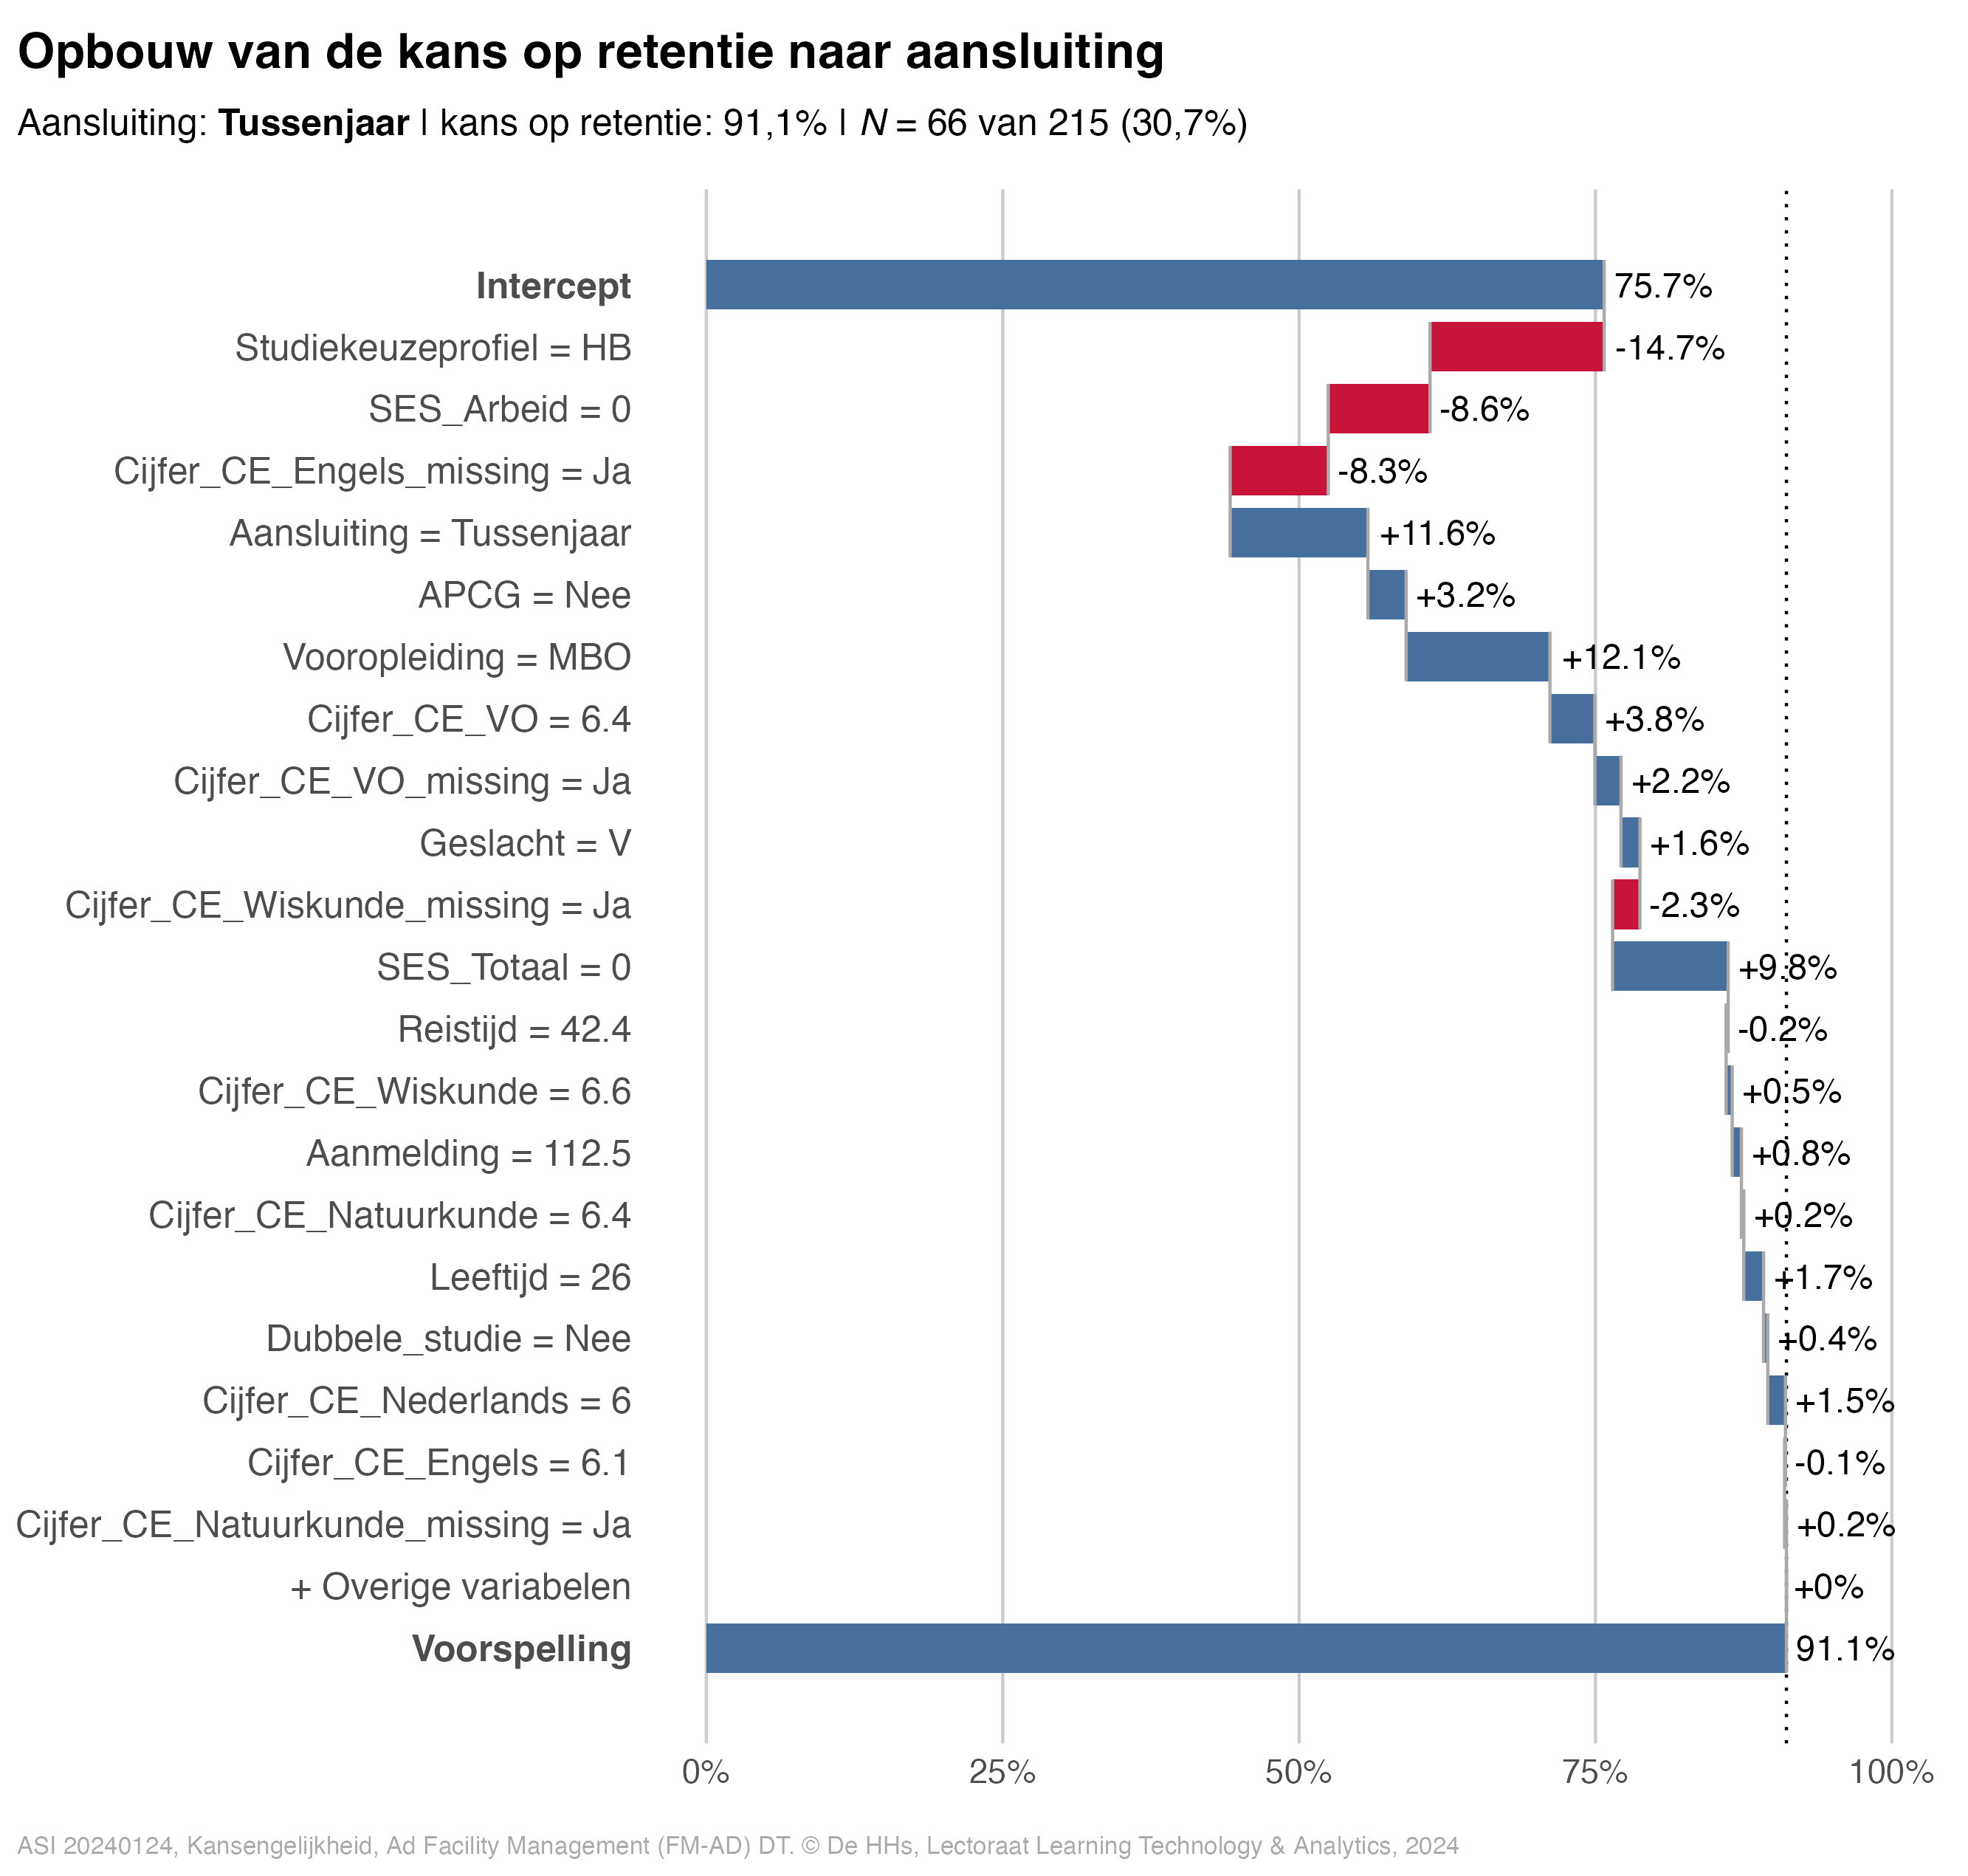 Opbouw van de kans op retentie naar aansluiting
Aansluiting: Tussenjaar | kans op retentie: 91,1% | N = 66 van 215 (30,7%)
Intercept 75.7%
Studiekeuzeprofiel = HB -14.7%
SES_Arbeid = 0 -8.6%
Cijfer_CE_Engels_missing = Ja -8.3%
Aansluiting = Tussenjaar +11.6%
APCG = Nee +3.2%
Vooropleiding = MBO +12.1%
Cijfer_CE_VO = 6.4 +3.8%
Cijfer_CE_VO_missing = Ja +2.2%
Geslacht = V +1.6%
Cijfer_CE_Wiskunde_missing = Ja -2.3%
SES_Totaal = 0 +9.8%
Reistijd = 42.4 -0.2%
Cijfer_CE_Wiskunde = 6.6 +0.5%
Aanmelding = 112.5 +0.8%
Cijfer_CE_Natuurkunde = 6.4 +0.2%
Leeftijd = 26 +1.7%
Dubbele_studie = Nee +0.4%
Cijfer_CE_Nederlands = 6 +1.5%
Cijfer_CE_Engels = 6.1 -0.1%
Cijfer_CE_Natuurkunde_missing = Ja +0.2%
+ Overige variabelen +0%
Voorspelling 91.1%
0% 25% 50% 75% 100%
ASI 20240124, Kansengelijkheid, Ad Facility Management (FM-AD) DT. © De HHs, Lectoraat Learning Technology & Analytics, 2024